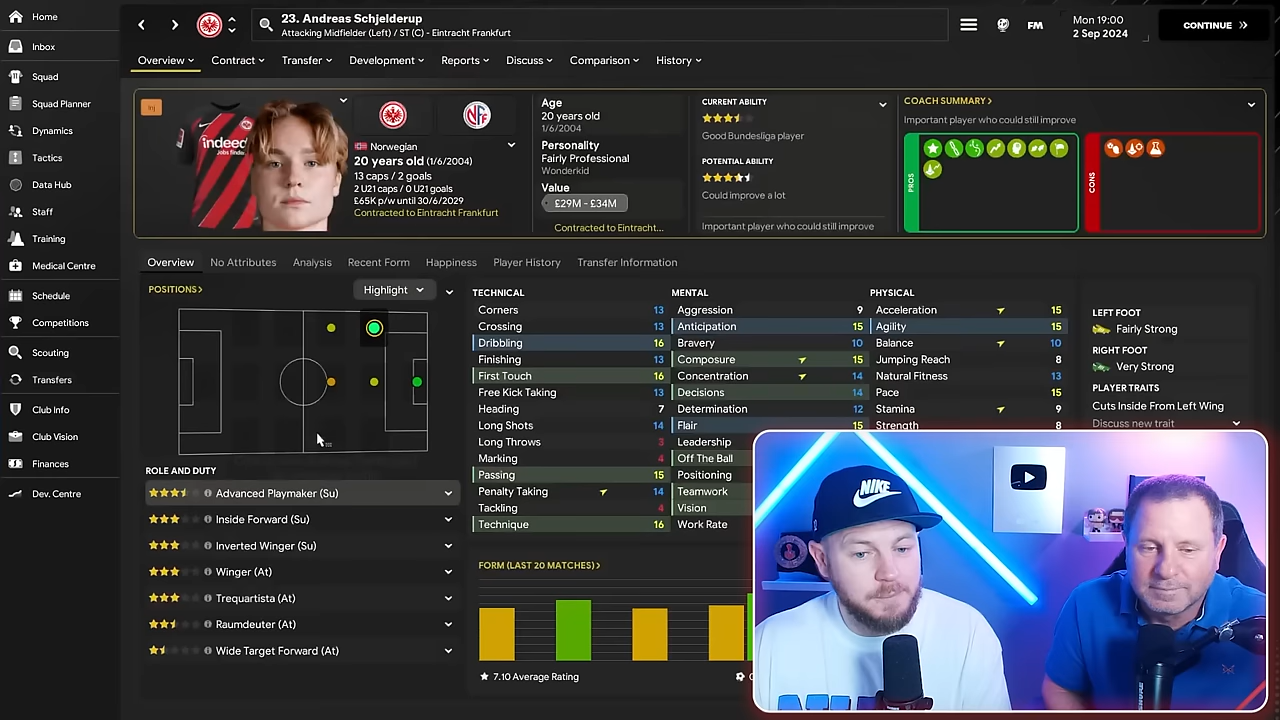 Home
23. Andreas Schjelderup
Attacking Midfielder (Left) / ST (C) - Eintracht Frankfurt
FM
Mon 19:00
2 Sep 2024
CONTINUE
Inbox
Squad
Squad Planner
Dynamics
Tactics
Data Hub
Staff
Training
Medical Centre
Schedule
Competitions
Scouting
Transfers
Club Info
Club Vision
Finances
Dev. Centre
Overview
Contract
Transfer
Development
Reports
Discuss
Comparison
History
Inj
indeed
Norwegian
20 years old (1/6/2004)
13 caps / 2 goals
2 U21 caps / 0 U21 goals
£65K p/w until 30/6/2029
Contracted to Eintracht Frankfurt
Age
20 years old
1/6/2004
Personality
Fairly Professional
Wonderkid
Value
£29M - £34M
Contracted to Eintracht...
CURRENT ABILITY
Good Bundesliga player
POTENTIAL ABILITY
Could improve a lot
Important player who could still improve
COACH SUMMARY >
Important player who could still improve
PROS
CONS
Overview
No Attributes
Analysis
Recent Form
Happiness
Player History
Transfer Information
POSITIONS >
Highlight
ROLE AND DUTY
Advanced Playmaker (Su)
Inside Forward (Su)
Inverted Winger (Su)
Winger (At)
Trequartista (At)
Raumdeuter (At)
Wide Target Forward (At)
TECHNICAL
Corners 13
Crossing 13
Dribbling 16
Finishing 13
First Touch 16
Free Kick Taking 13
Heading 7
Long Shots 14
Long Throws 3
Marking 4
Passing 15
Penalty Taking 14
Tackling 4
Technique 16
MENTAL
Aggression 9
Anticipation 15
Bravery 10
Composure 15
Concentration 14
Decisions 14
Determination 12
Flair 15
Leadership
Off The Ball
Positioning
Teamwork
Vision
Work Rate
PHYSICAL
Acceleration 15
Agility 15
Balance 10
Jumping Reach 8
Natural Fitness 13
Pace 15
Stamina 9
Strength 8
LEFT FOOT
Fairly Strong
RIGHT FOOT
Very Strong
PLAYER TRAITS
Cuts Inside From Left Wing
Discuss new trait
FORM (LAST 20 MATCHES) >
7.10 Average Rating
NIKE